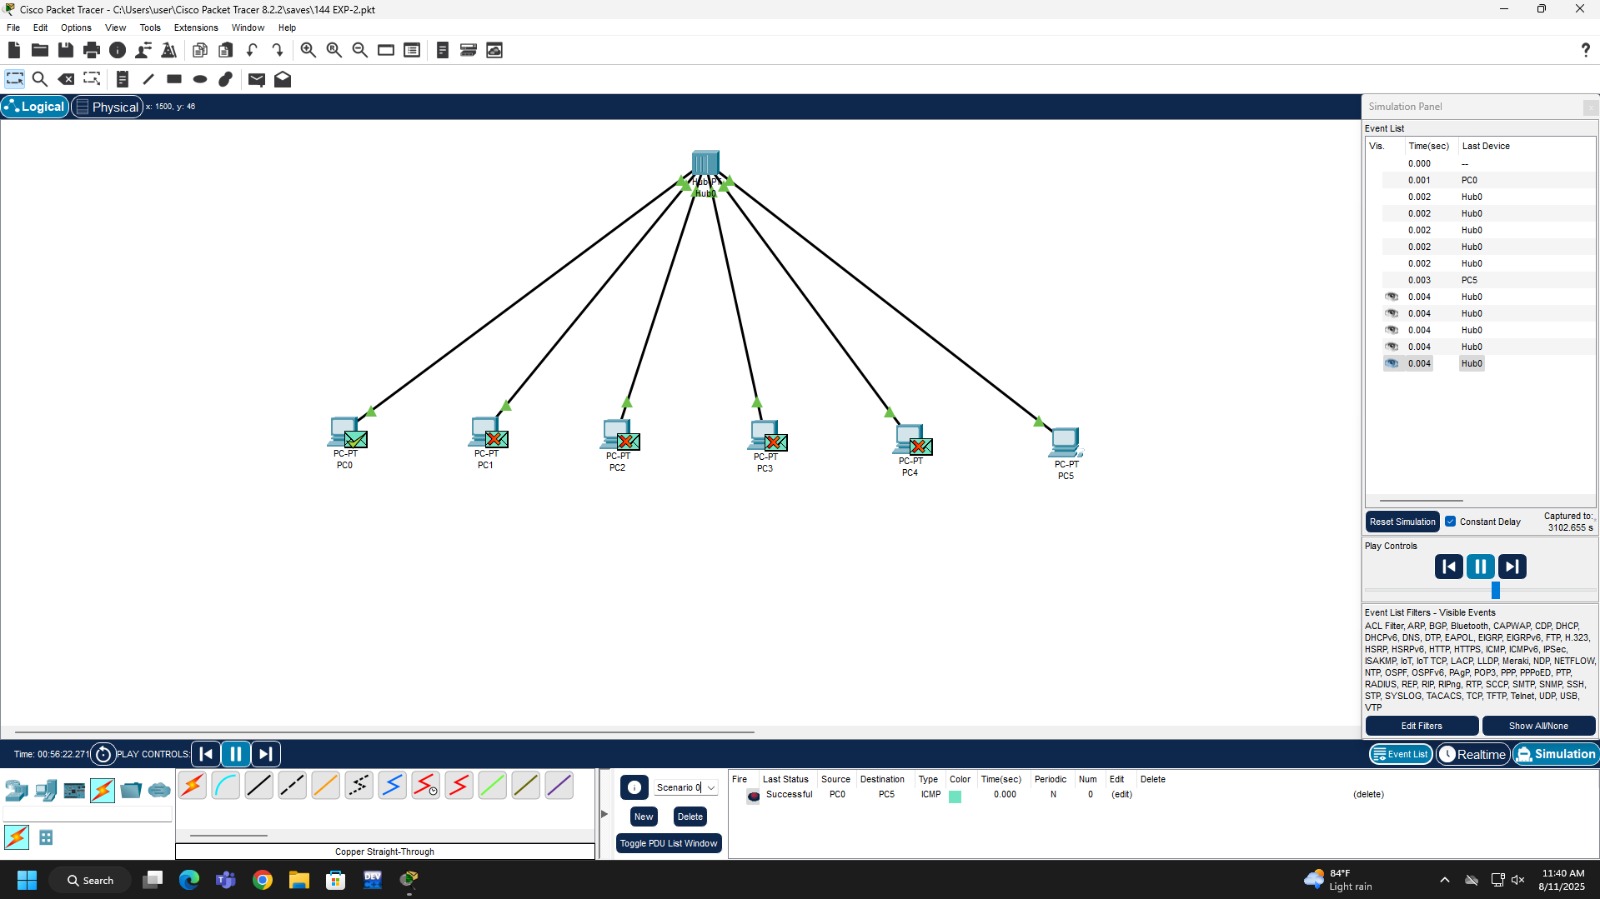 Cisco Packet Tracer - C:\Users\user\Cisco Packet Tracer 8.2.2\saves\144 EXP-2.pkt
File Edit Options View Tools Extensions Window Help
?
Logical Physical x: 1500, y: 46
Hub-PT
Hub0
PC-PT
PC0
PC-PT
PC1
PC-PT
PC2
PC-PT
PC3
PC-PT
PC4
PC-PT
PC5
Simulation Panel
Event List
Vis. Time(sec) Last Device
0.000 --
0.001 PC0
0.002 Hub0
0.002 Hub0
0.002 Hub0
0.002 Hub0
0.002 Hub0
0.003 PC5
0.004 Hub0
0.004 Hub0
0.004 Hub0
0.004 Hub0
0.004 Hub0
Reset Simulation Constant Delay Captured to:
3102.655 s
Play Controls
Event List Filters - Visible Events
ACL Filter, ARP, BGP, Bluetooth, CAPWAP, CDP, DHCP,
DHCPv6, DNS, DTP, EAPOL, EIGRP, EIGRPv6, FTP, H.323,
HSRP, HSRPv6, HTTP, HTTPS, ICMP, ICMPv6, IPSec,
ISAKMP, IoT, IoT TCP, LACP, LLDP, Meraki, NDP, NETFLOW,
NTP, OSPF, OSPFv6, PAgP, POP3, PPP, PPPoED, PTP,
RADIUS, REP, RIP, RIPng, RTP, SCCP, SMTP, SNMP, SSH,
STP, SYSLOG, TACACS, TCP, TFTP, Telnet, UDP, USB,
VTP
Edit Filters Show All/None
Time: 00:56:22.271 PLAY CONTROLS: Event List Realtime Simulation
Copper Straight-Through
Scenario 0
New Delete
Toggle PDU List Window
Fire Last Status Source Destination Type Color Time(sec) Periodic Num Edit Delete
Successful PC0 PC5 ICMP 0.000 N 0 (edit) (delete)
Search
DEV
84°F
Light rain
11:40 AM
8/11/2025